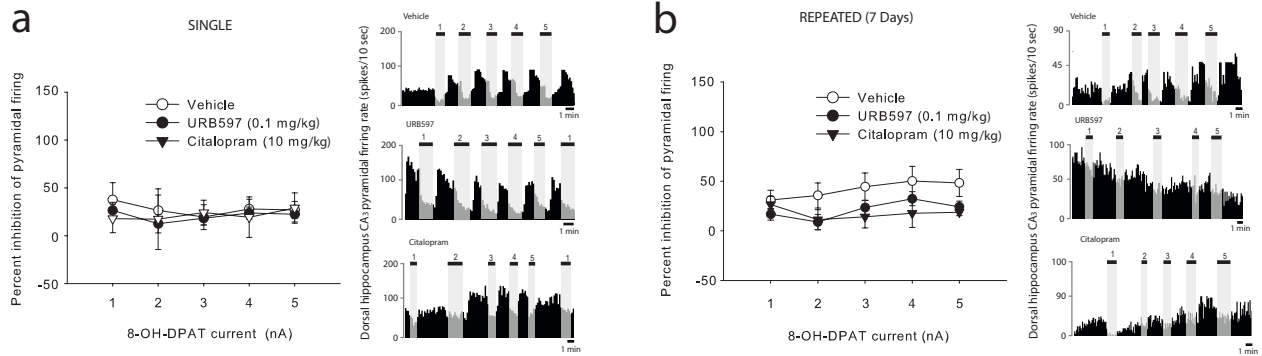 a
SINGLE
Percent inhibition of pyramidal firing
150
100
50
0
-50
Vehicle
URB597 (0.1 mg/kg)
Citalopram (10 mg/kg)
1 2 3 4 5
8-OH-DPAT current (nA)
Dorsal hippocampus CA3 pyramidal firring rate (spikes/10 sec)
Vehicle
200
100
0
1 2 3 4 5
1 min
URB597
200
100
0
1 2 3 4 5 1
1 min
Citalopram
200
100
0
1 2 3 4 5 1
1 min
b
REPEATED (7 Days)
Percent inhibition of pyramidal firing
150
100
50
0
-50
Vehicle
URB597 (0.1 mg/kg)
Citalopram (10 mg/kg)
1 2 3 4 5
8-OH-DPAT current (nA)
Dorsal hippocampus CA3 pyramidal firring rate (spikes/10 sec)
Vehicle
90
45
0
1 2 3 4 5
1 min
URB597
100
50
0
1 2 3 4 5
1 min
Citalopram
100
90
0
1 2 3 4 5
1 min